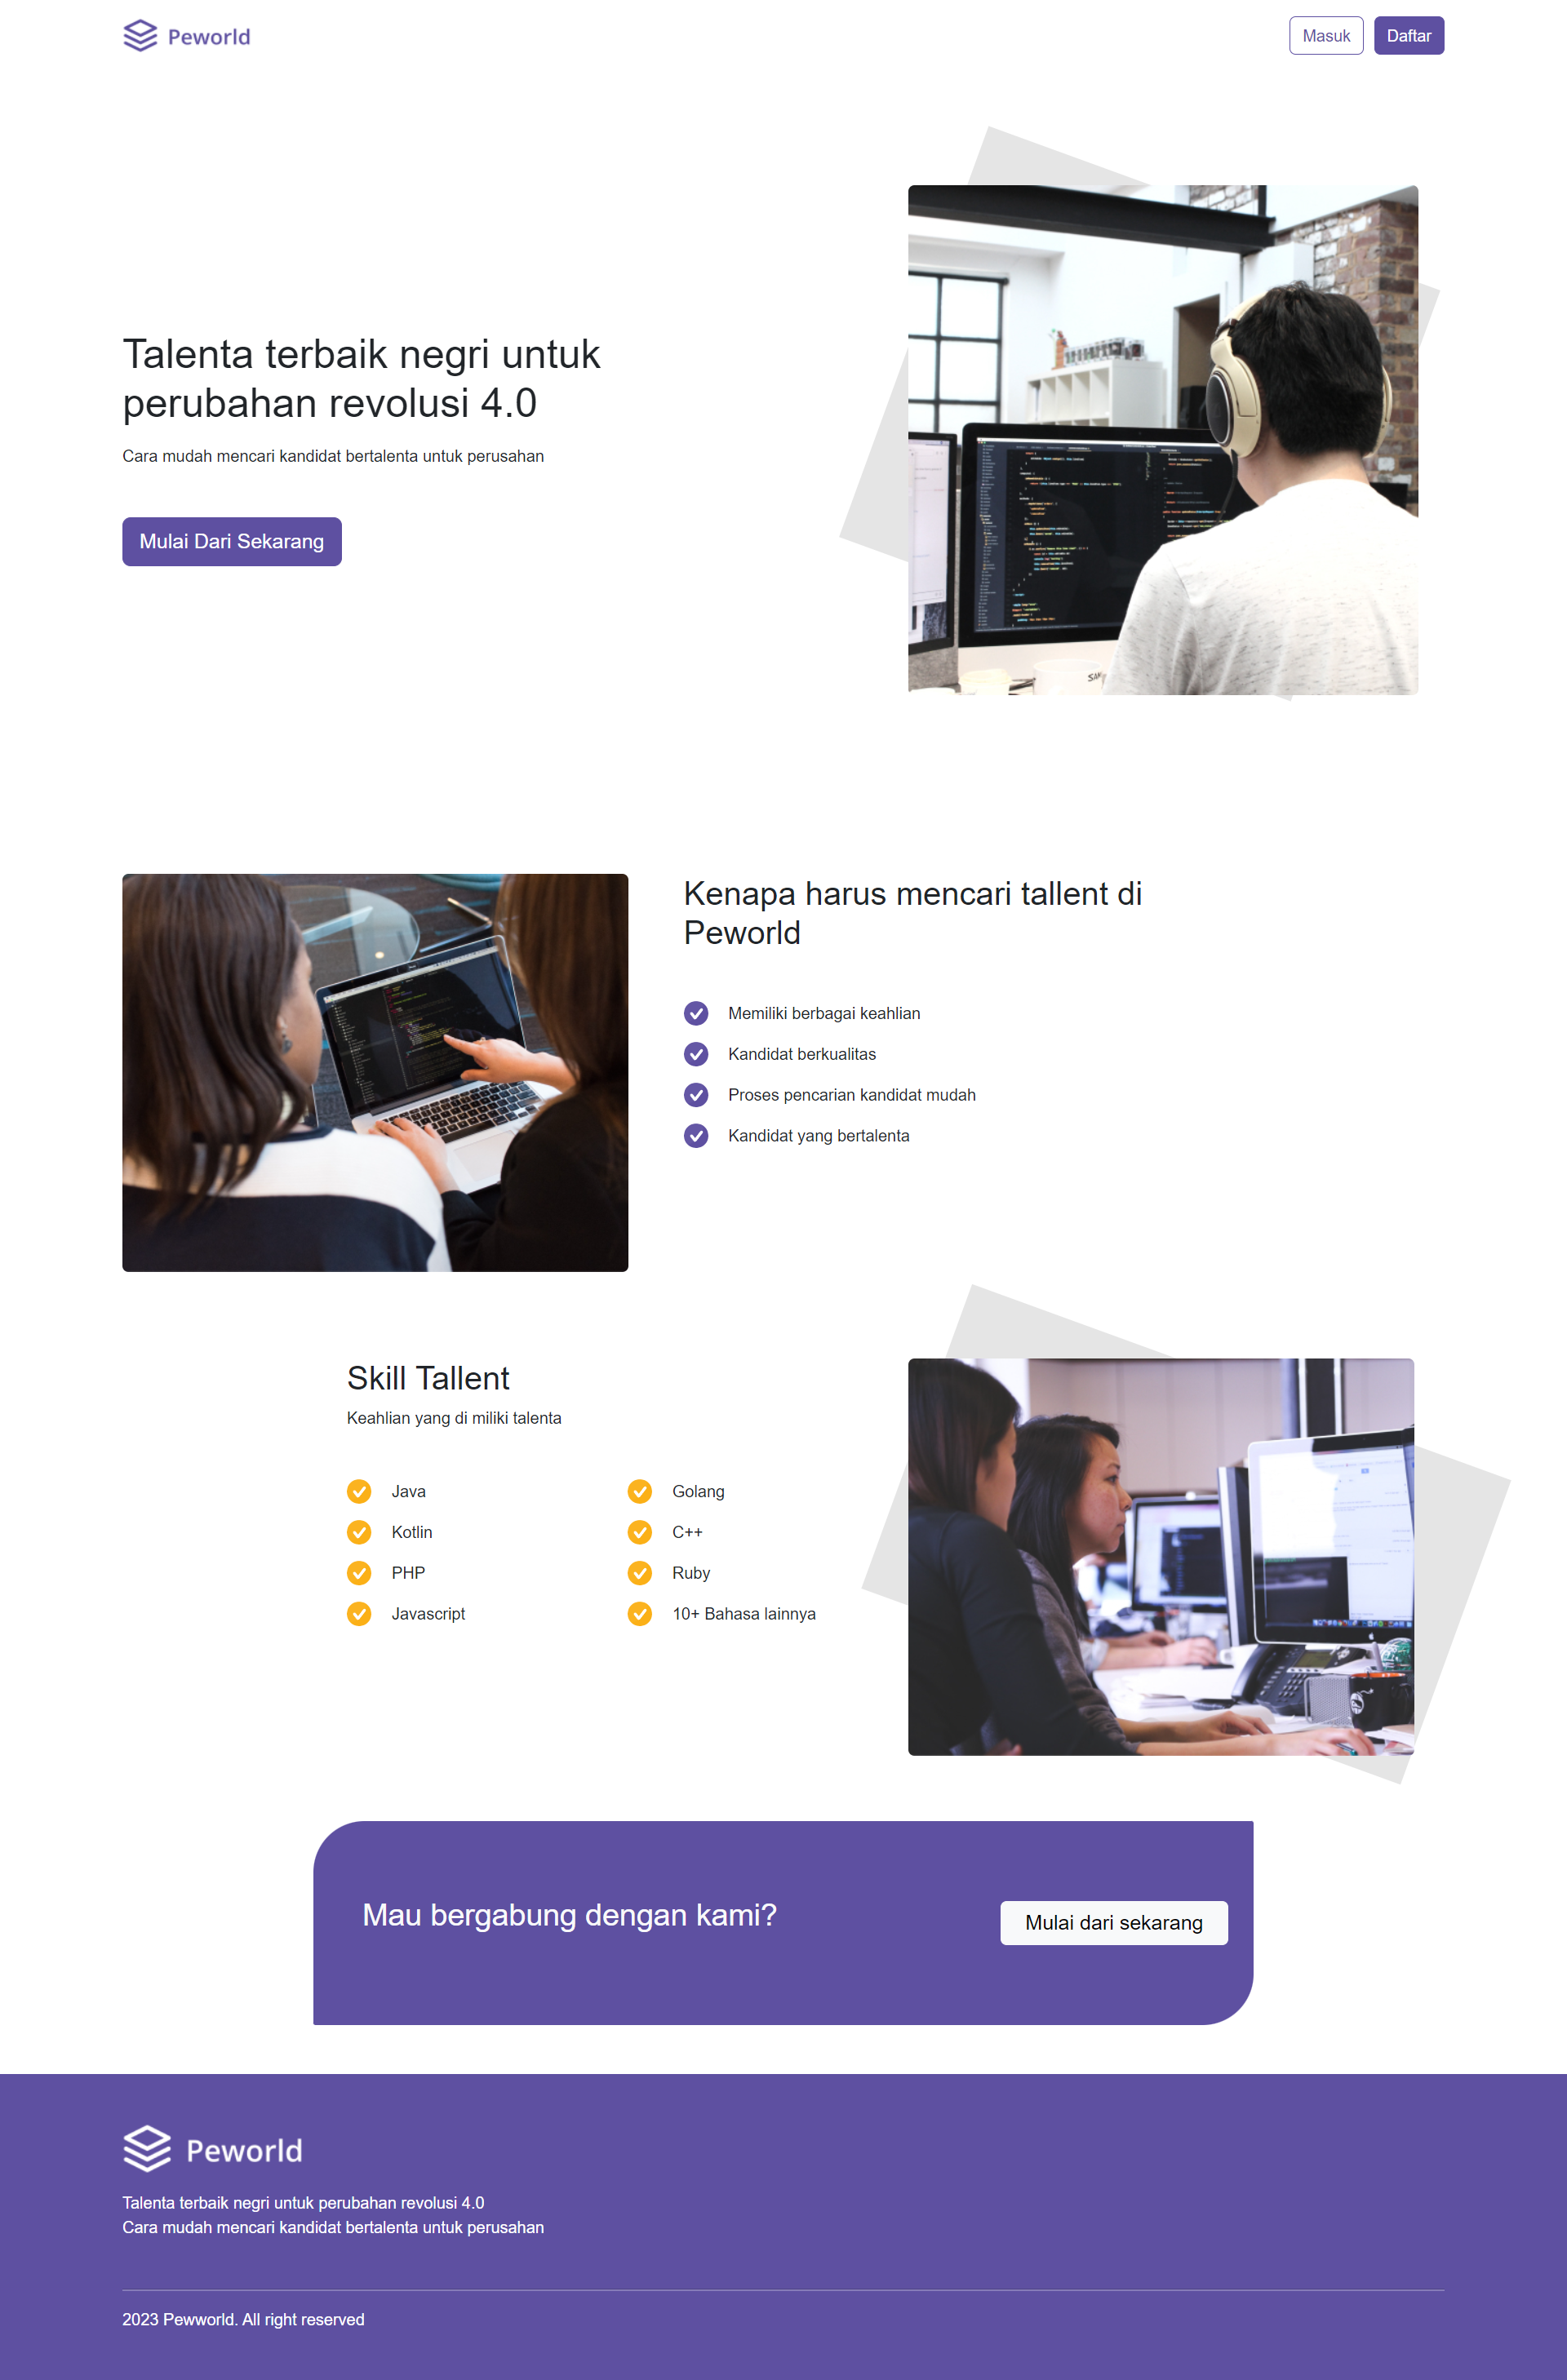 Peworld
Masuk
Daftar
Talenta terbaik negri untuk
perubahan revolusi 4.0
Cara mudah mencari kandidat bertalenta untuk perusahan
Mulai Dari Sekarang
Kenapa harus mencari tallent di
Peworld
Memiliki berbagai keahlian
Kandidat berkualitas
Proses pencarian kandidat mudah
Kandidat yang bertalenta
Skill Tallent
Keahlian yang di miliki talenta
Java
Kotlin
PHP
Javascript
Golang
C++
Ruby
10+ Bahasa lainnya
Mau bergabung dengan kami?
Mulai dari sekarang
Peworld
Talenta terbaik negri untuk perubahan revolusi 4.0
Cara mudah mencari kandidat bertalenta untuk perusahan
2023 Pewworld. All right reserved